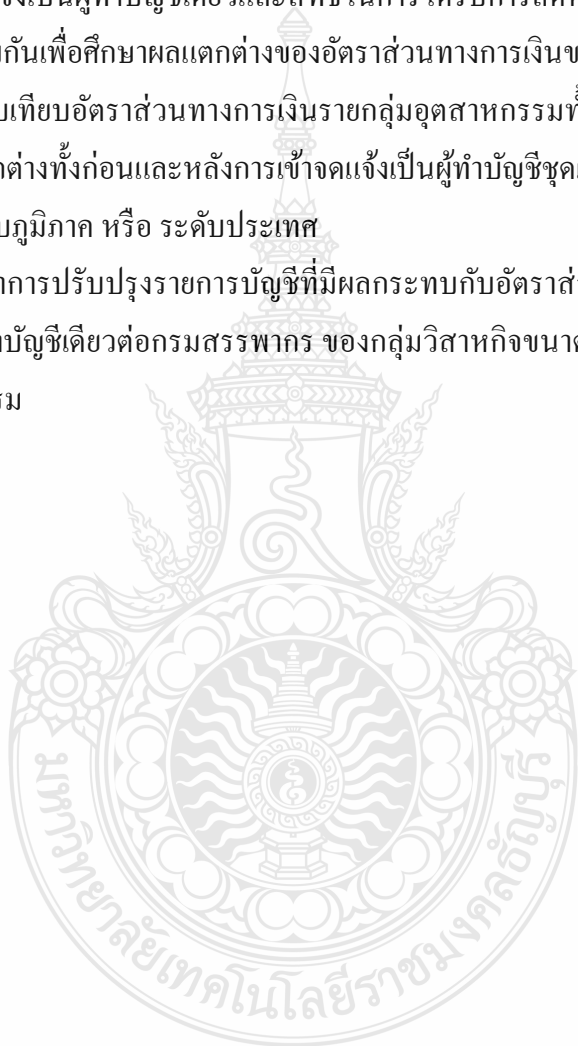 กันเพื่อศึกษาผลแตกต่างของอัตราส่วนทางการเงินข
เทียบอัตราส่วนทางการเงินรายกลุ่มอุตสาหกรรมทั้
ต่างทั้งก่อนและหลังการเข้าจดแจ้งเป็นผู้ทำบัญชีชุดเ
ภูมิภาค หรือ ระดับประเทศ
การปรับปรุงรายการบัญชีที่มีผลกระทบกับอัตราส่
บัญชีเดียวต่อกรมสรรพากร ของกลุ่มวิสาหกิจขนาด
รม
มหาวิทยาลัยเทคโนโลยีราชมงคลธัญบุรี